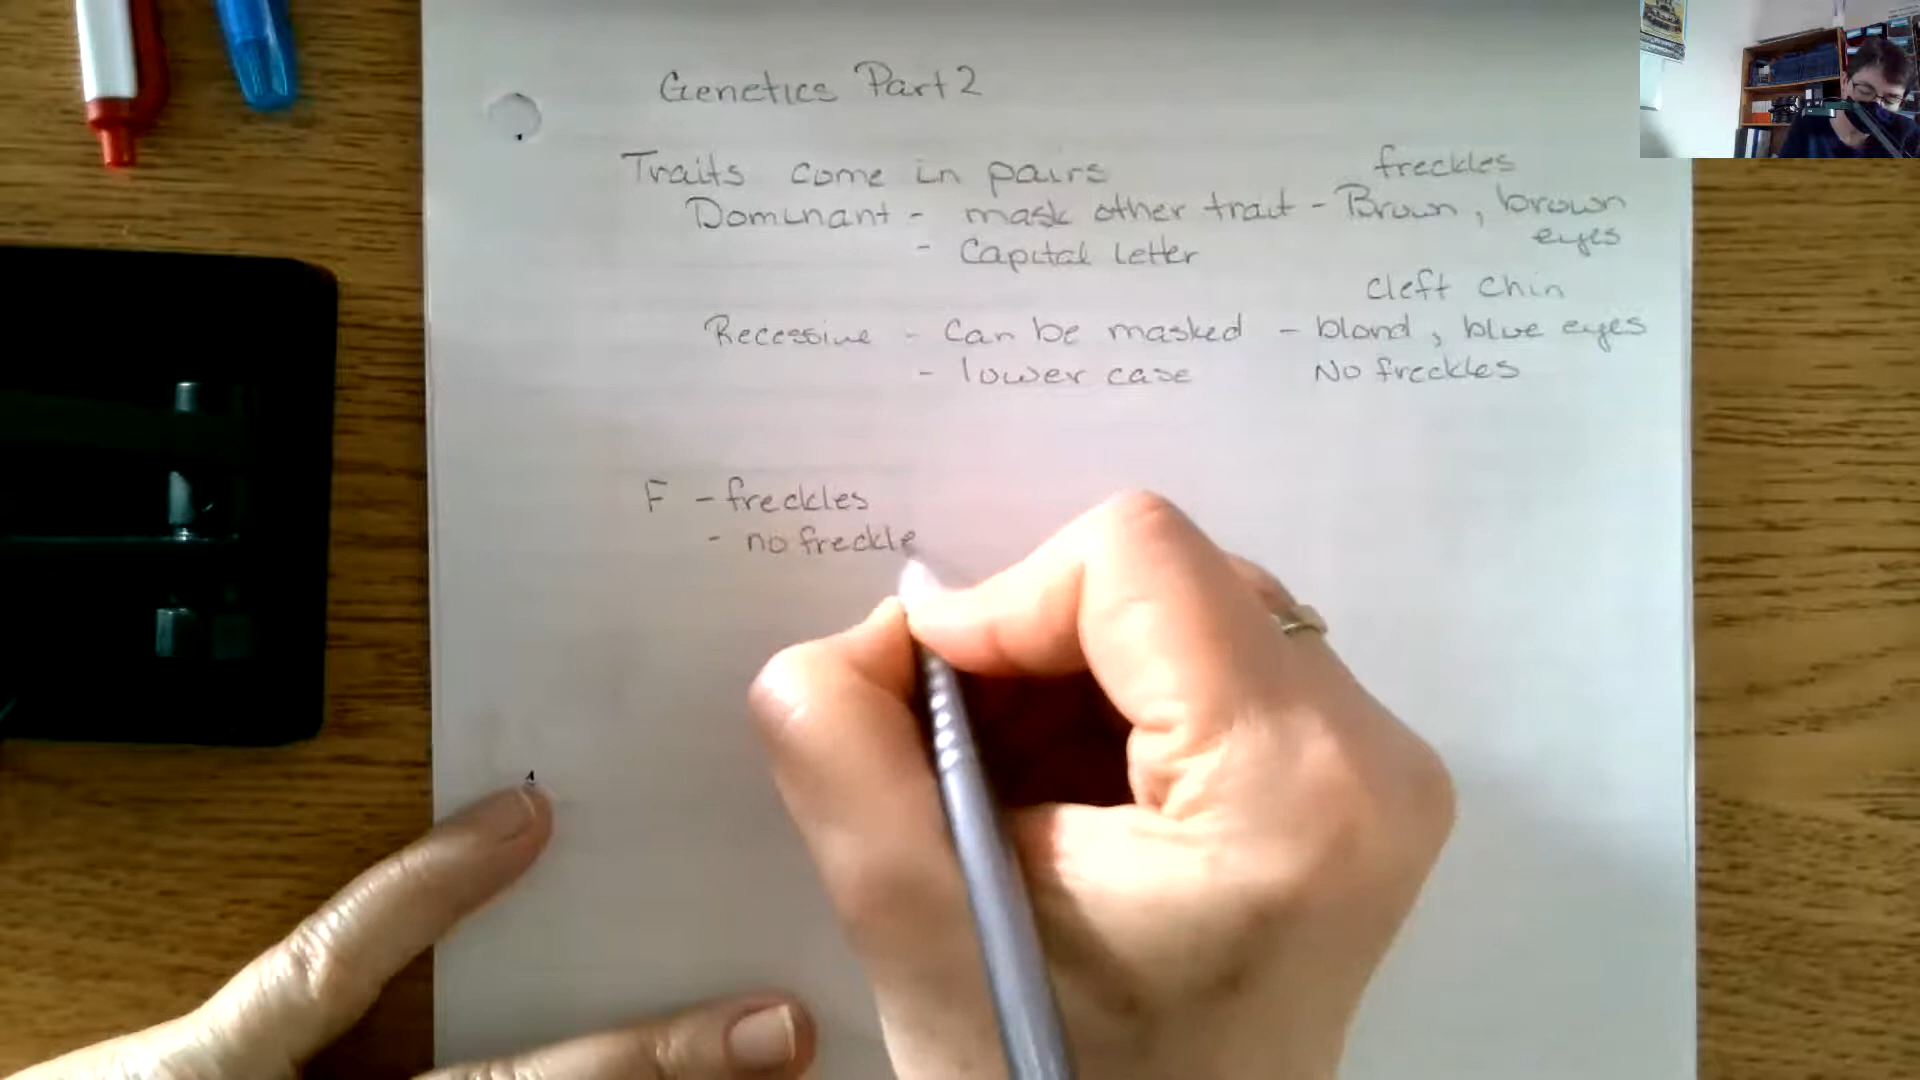 Genetics Part 2
Traits come in pairs
freckles
Dominant - mask other trait - Brown, brown
eyes
- Capital Letter
cleft chin
Recessive - Can be masked - blond, blue eyes
- lower case No freckles
F - freckles
- no freckle